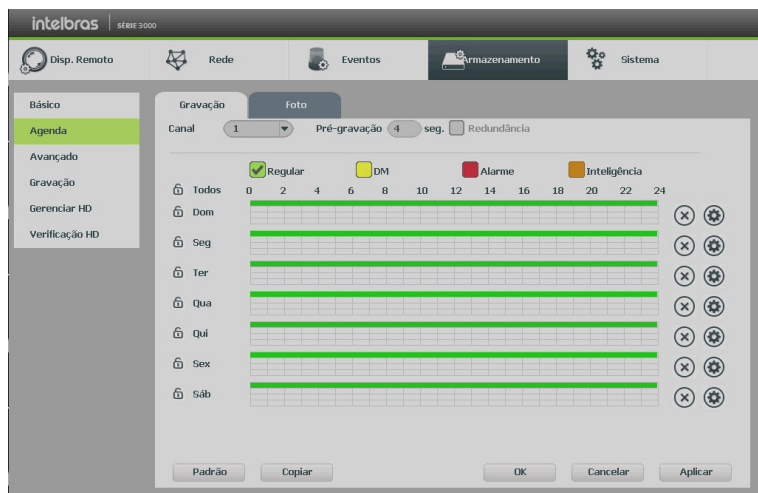 intelbras SÉRIE 3000
Disp. Remoto Rede Eventos Armazenamento Sistema
Básico
Agenda
Avançado
Gravação
Gerenciar HD
Verificação HD
Gravação Foto
Canal 1 Pré-gravação 4 seg. Redundância
Regular DM Alarme Inteligência
Todos 0 2 4 6 8 10 12 14 16 18 20 22 24
Dom
Seg
Ter
Qua
Qui
Sex
Sáb
Padrão Copiar OK Cancelar Aplicar